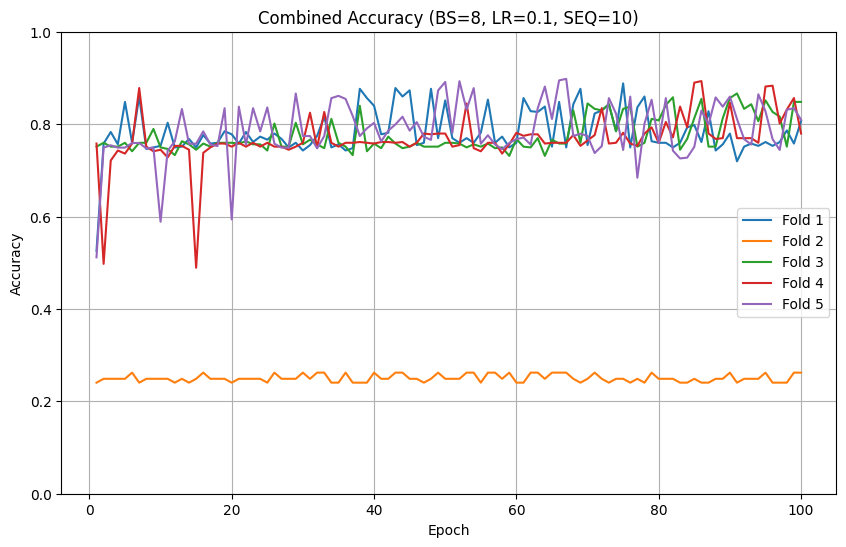 Combined Accuracy (BS=8, LR=0.1, SEQ=10)
1.0
0.8
0.6
0.4
0.2
0.0
Accuracy
Fold 1
Fold 2
Fold 3
Fold 4
Fold 5
0 20 40 60 80 100
Epoch